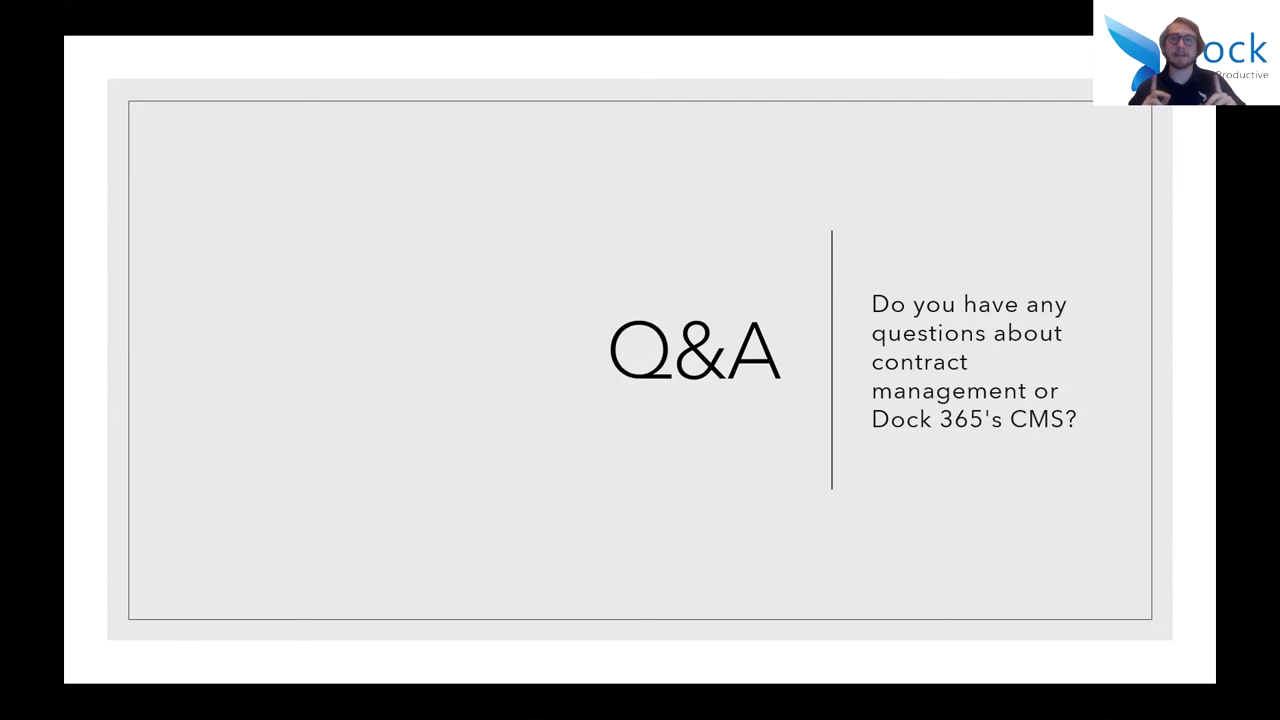 ock
Productive
Q&A
Do you have any
questions about
contract
management or
Dock 365's CMS?